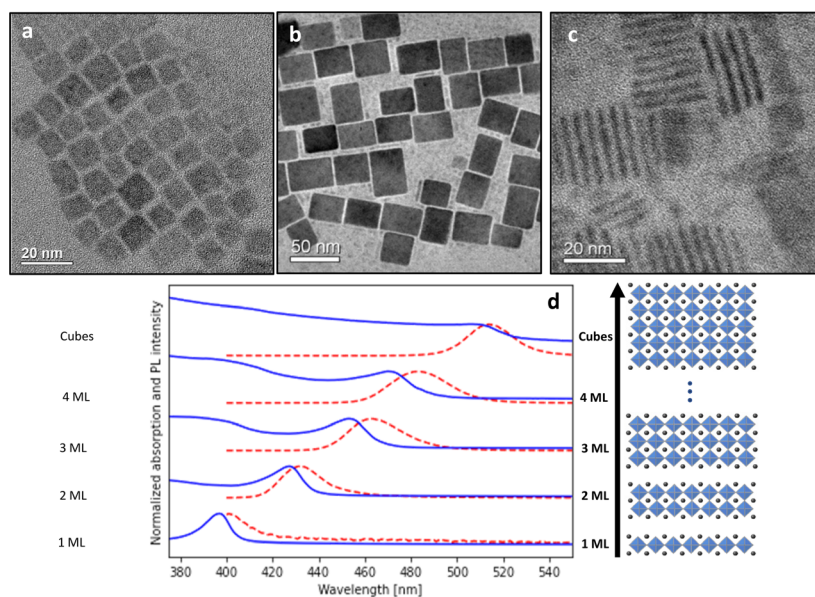 a
b
c
20 nm
50 nm
20 nm
d
Normalized absorption and PL intensity
Cubes
4 ML
3 ML
2 ML
1 ML
Cubes
4 ML
3 ML
2 ML
1 ML
380 400 420 440 460 480 500 520 540
Wavelength [nm]